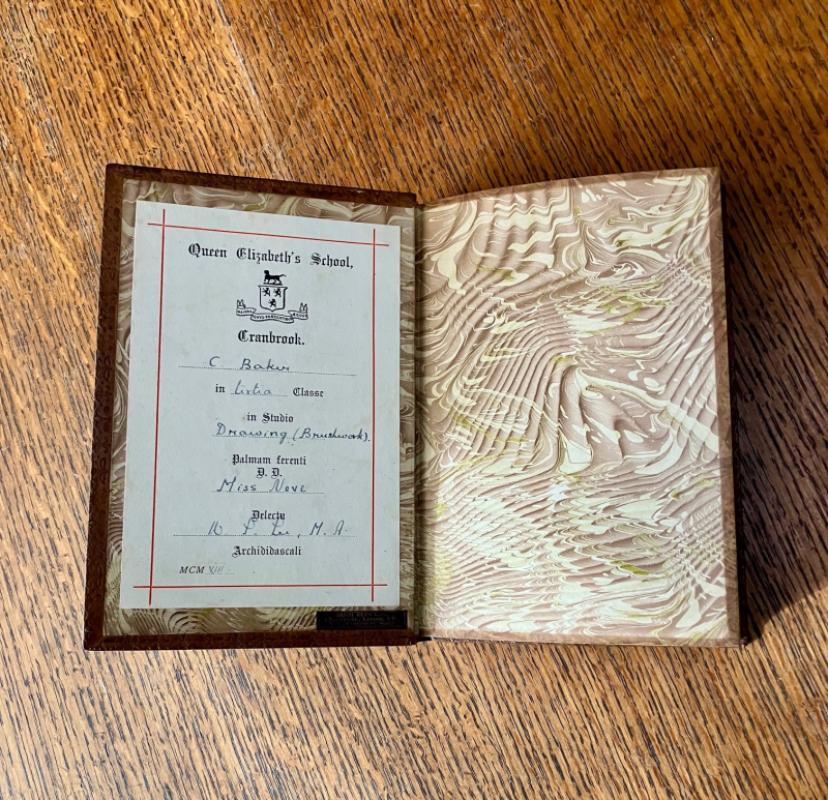 Queen Elizabeth's School,
Cranbrook.
C Baker
in tertia Classe
in Studio
Drawing (Brushwork).
Palmam ferenti
D. D.
Miss Nove
Delectu
M. A.
Archididascali
MCM XIII